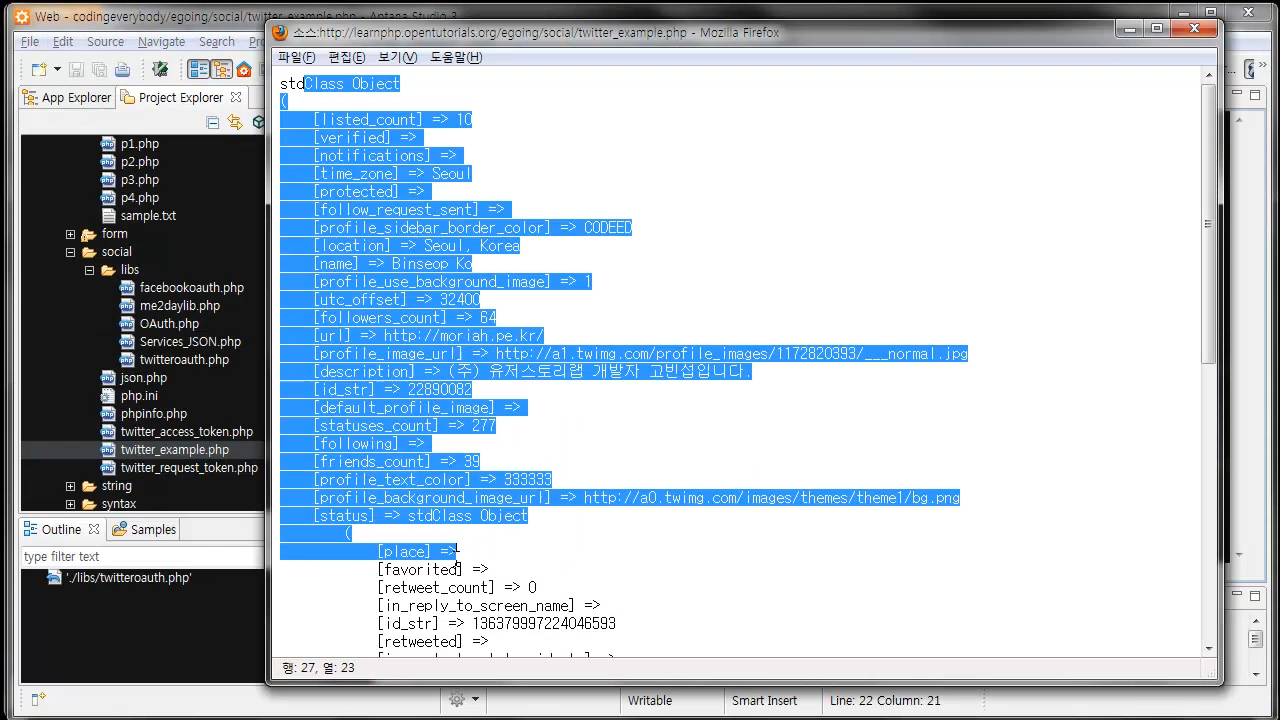 Web - codingeverybody/egoing/social/twitter_example.php - Aptana Studio 3
File Edit Source Navigate Search
App Explorer
Project Explorer
p1.php
p2.php
p3.php
p4.php
sample.txt
form
social
libs
facebookoauth.php
me2daylib.php
OAuth.php
Services_JSON.php
twitteroauth.php
json.php
php.ini
phpinfo.php
twitter_access_token.php
twitter_example.php
twitter_request_token.php
string
syntax
Outline
Samples
type filter text
'./libs/twitteroauth.php'
소스:http://learnphp.opentutorials.org/egoing/social/twitter_example.php - Mozilla Firefox
파일(F) 편집(E) 보기(V) 도움말(H)
stdClass Object
(
[listed_count] => 10
[verified] =>
[notifications] =>
[time_zone] => Seoul
[protected] =>
[follow_request_sent] =>
[profile_sidebar_border_color] => C0DEED
[location] => Seoul, Korea
[name] => Binseop Ko
[profile_use_background_image] => 1
[utc_offset] => 32400
[followers_count] => 64
[url] => http://moriah.pe.kr/
[profile_image_url] => http://a1.twimg.com/profile_images/1172820393/___normal.jpg
[description] => (주) 유저스토리랩 개발자 고빈섭입니다.
[id_str] => 22890082
[default_profile_image] =>
[statuses_count] => 277
[following] =>
[friends_count] => 39
[profile_text_color] => 333333
[profile_background_image_url] => http://a0.twimg.com/images/themes/theme1/bg.png
[status] => stdClass Object
(
[place] =>
[favorited] =>
[retweet_count] => 0
[in_reply_to_screen_name] =>
[id_str] => 136379997224046593
[retweeted] =>
행: 27, 열: 23
Writable
Smart Insert
Line: 22 Column: 21